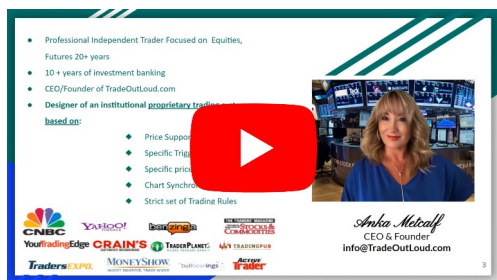 Professional Independent Trader Focused on Equities,
Futures 20+ years
10 + years of investment banking
CEO/Founder of TradeOutLoud.com
Designer of an institutional proprietary trading
based on:
Price Suppor
Specific Trigg
Specific price
Chart Synchro
Strict set of Trading Rules
Anka Metcalf
CEO & Founder
info@TradeOutLoud.com
CNBC
YAHOO!
benzinga
THE TRADERS' MAGAZINE
STOCKS &
COMMODITIES
YourTradingEdge
CRAIN'S
TRADERPLANET
TRADINGPUB
TradersEXPO.
MONEYSHOW
ACTIVE
Trader
3